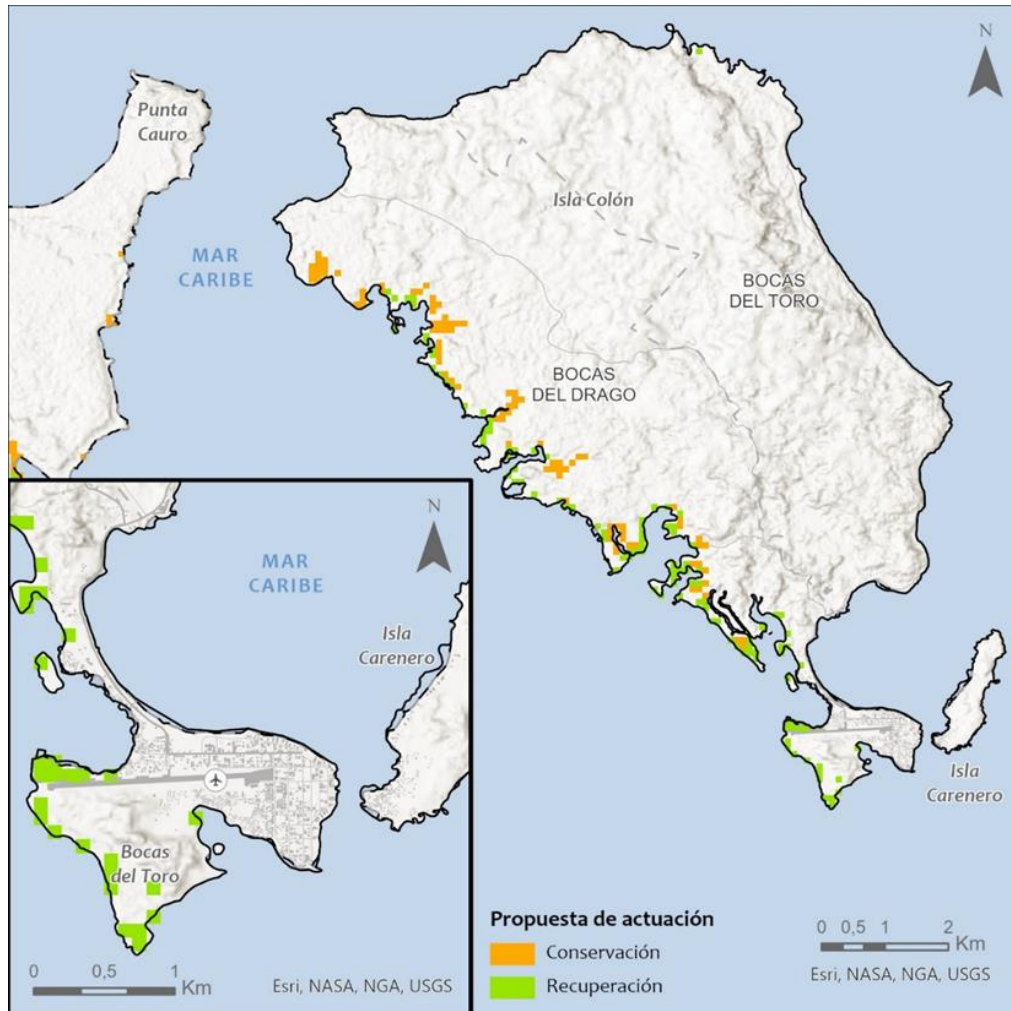 N
Punta
Cauro
Isla Colón
MAR
CARIBE
BOCAS
DEL TORO
BOCAS
DEL DRAGO
N
MAR
CARIBE
Isla
Carenero
Bocas
del Toro
0 0,5 1
Km
Esri, NASA, NGA, USGS
Isla
Carenero
Propuesta de actuación
Conservación
Recuperación
0 0,5 1 2
Km
Esri, NASA, NGA, USGS